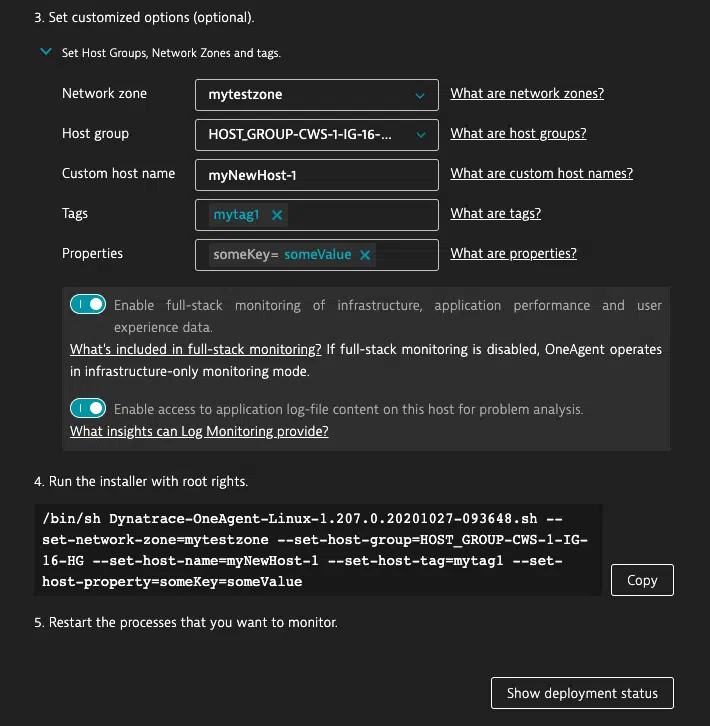 3. Set customized options (optional).
Set Host Groups, Network Zones and tags.
Network zone
mytestzone
What are network zones?
Host group
HOST_GROUP-CWS-1-IG-16-...
What are host groups?
Custom host name
myNewHost-1
What are custom host names?
Tags
mytag1
What are tags?
Properties
someKey= someValue
What are properties?
Enable full-stack monitoring of infrastructure, application performance and user
experience data.
What's included in full-stack monitoring? If full-stack monitoring is disabled, OneAgent operates
in infrastructure-only monitoring mode.
Enable access to application log-file content on this host for problem analysis.
What insights can Log Monitoring provide?
4. Run the installer with root rights.
/bin/sh Dynatrace-OneAgent-Linux-1.207.0.20201027-093648.sh --
set-network-zone=mytestzone --set-host-group=HOST_GROUP-CWS-1-IG-
16-HG --set-host-name=myNewHost-1 --set-host-tag=mytag1 --set-
host-property=someKey=someValue
Copy
5. Restart the processes that you want to monitor.
Show deployment status